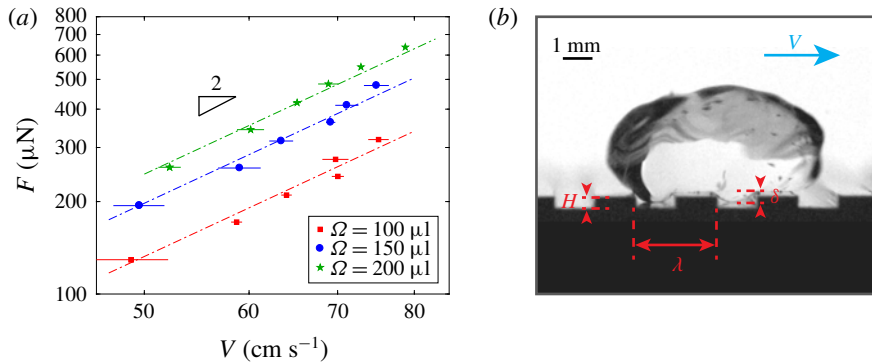 (a)
800
700
600
500
400
300
200
100
F (μN)
2
Ω = 100 μl
Ω = 150 μl
Ω = 200 μl
50
60
70
80
V (cm s⁻¹)
(b)
1 mm
V
H
δ
λ